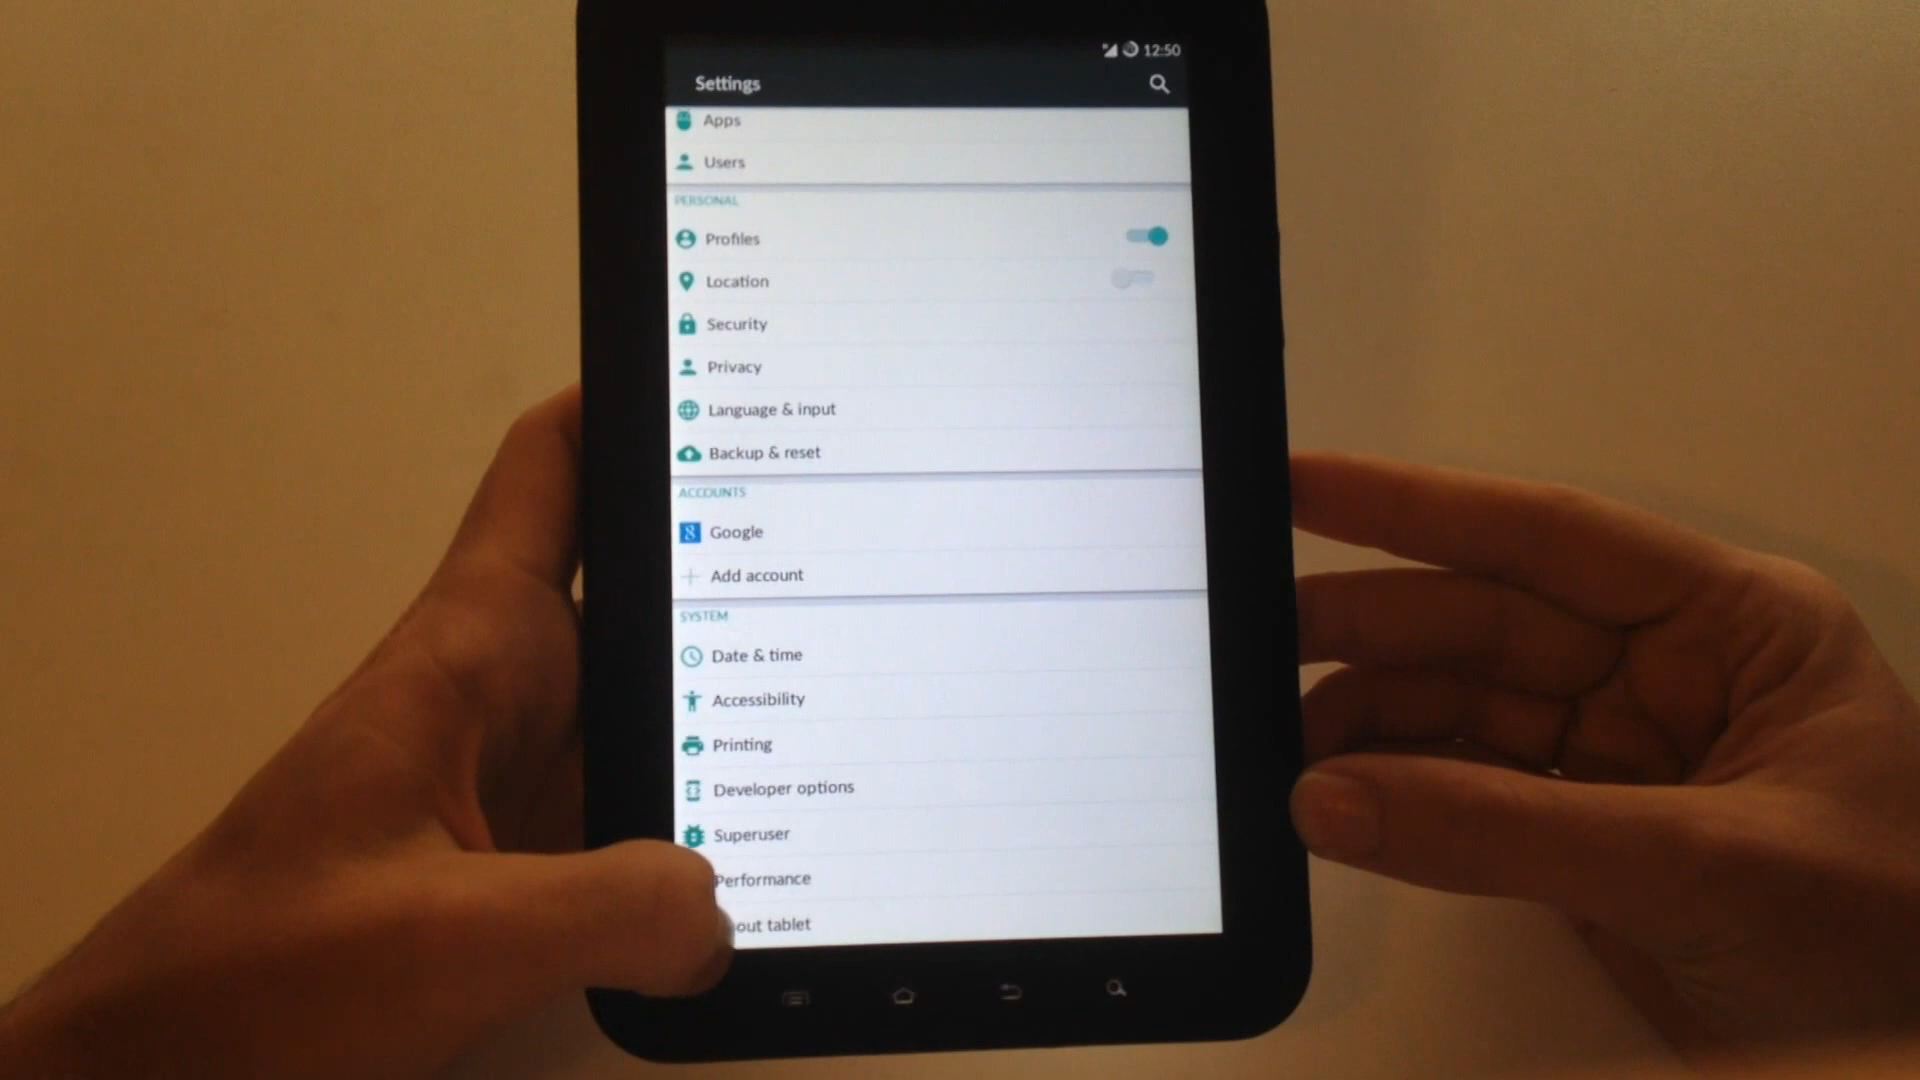 12:50
Settings
Apps
Users
PERSONAL
Profiles
Location
Security
Privacy
Language & input
Backup & reset
ACCOUNTS
8 Google
Add account
SYSTEM
Date & time
Accessibility
Printing
Developer options
Superuser
Performance
out tablet